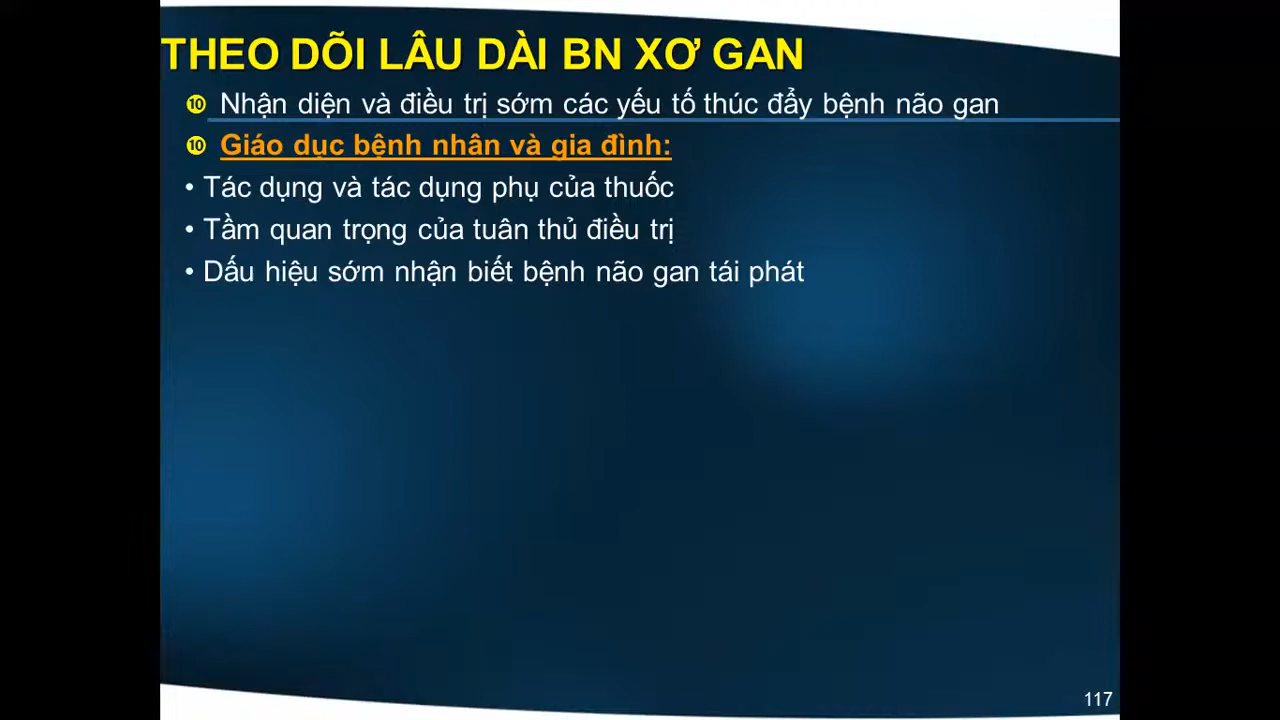 THEO DÕI LÂU DÀI BN XƠ GAN
❿ Nhận diện và điều trị sớm các yếu tố thúc đẩy bệnh não gan
❿ Giáo dục bệnh nhân và gia đình:
• Tác dụng và tác dụng phụ của thuốc
• Tầm quan trọng của tuân thủ điều trị
• Dấu hiệu sớm nhận biết bệnh não gan tái phát
117